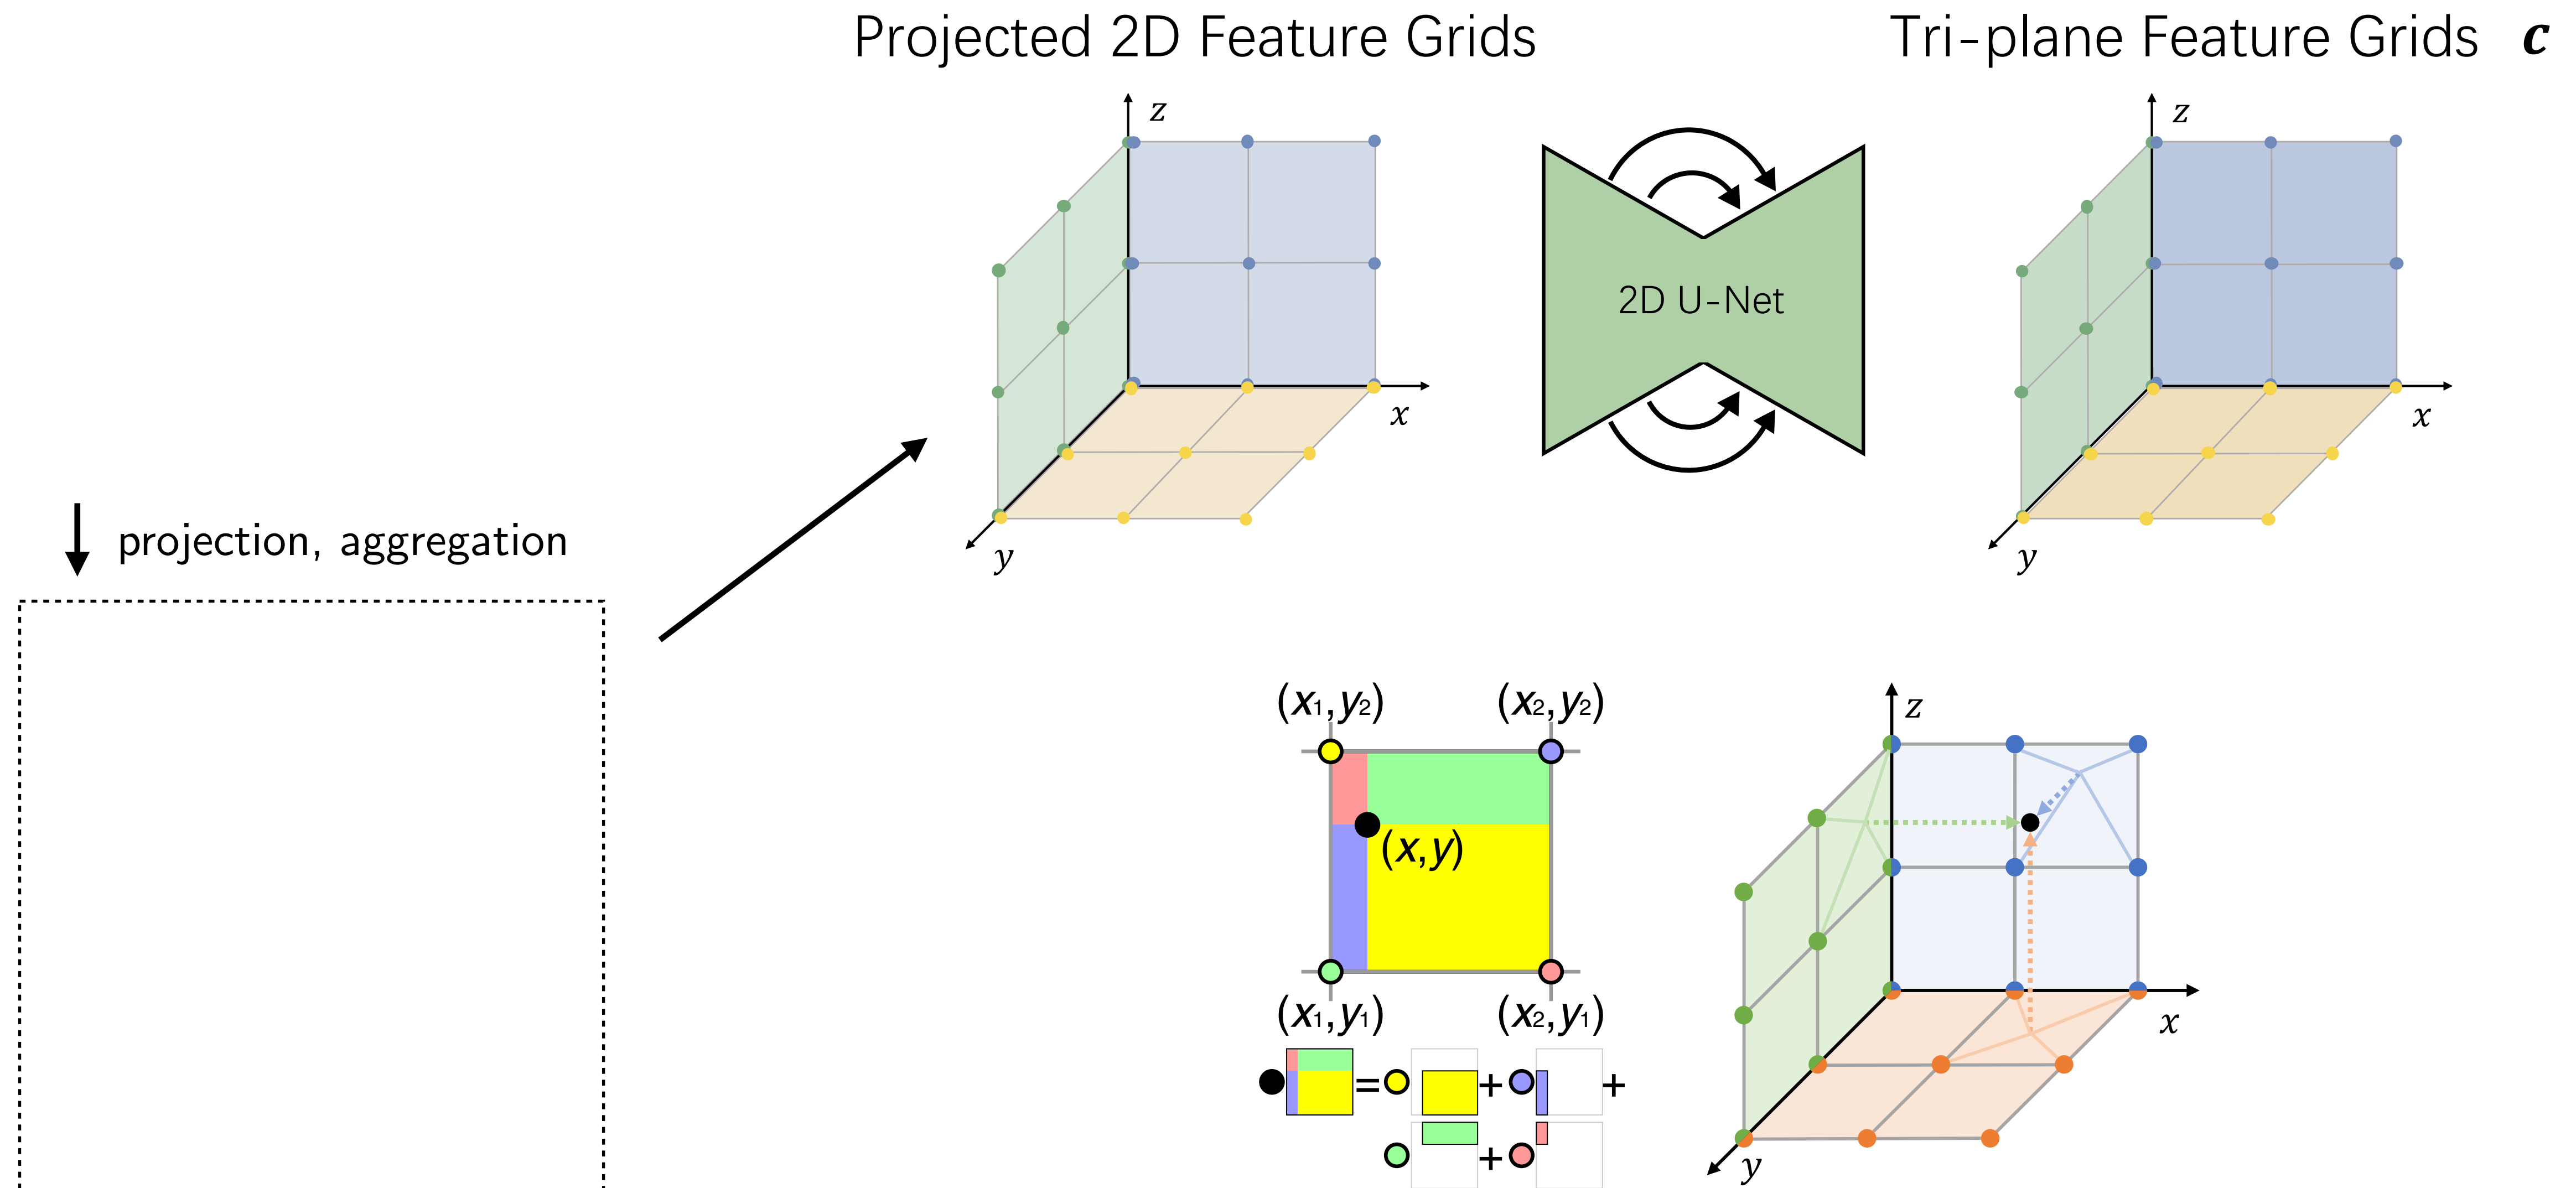 Projected 2D Feature Grids
Tri-plane Feature Grids c
z
x
y
2D U-Net
z
x
y
projection, aggregation
(x₁,y₂)
(x₂,y₂)
(x,y)
(x₁,y₁)
(x₂,y₁)
= + +
+
z
x
y